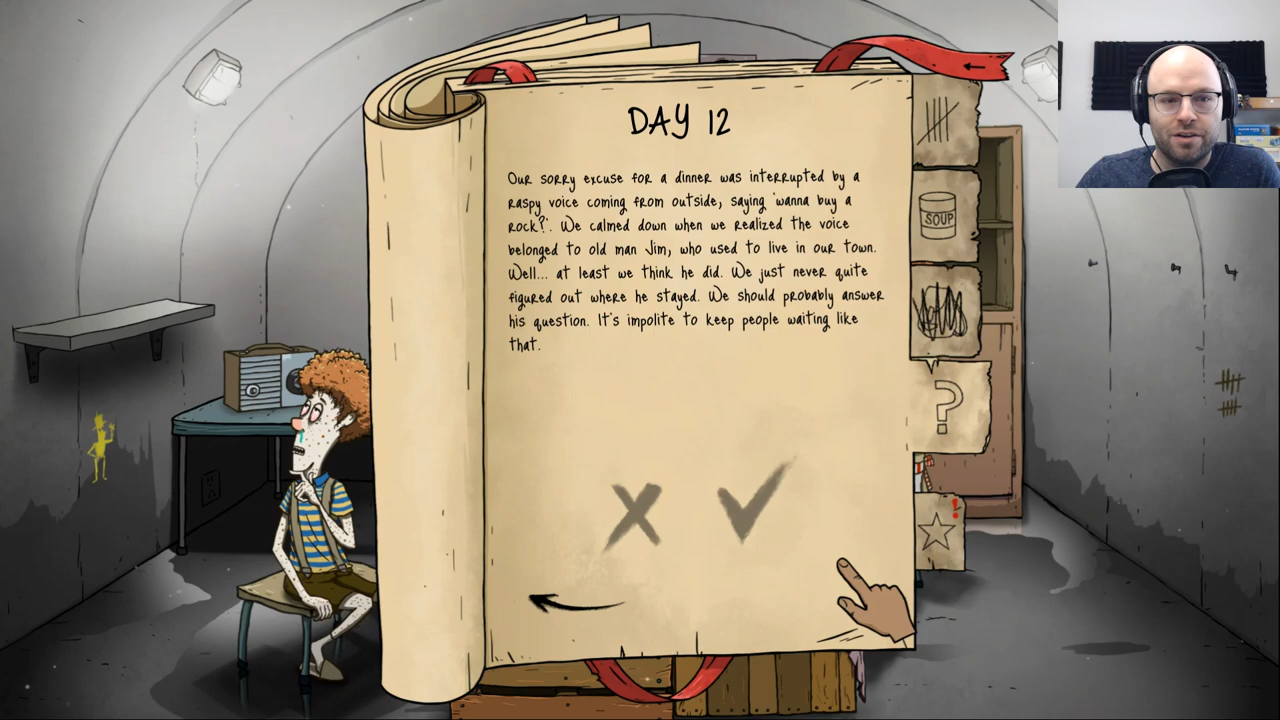 DAY 12
Our sorry excuse for a dinner was interrupted by a
raspy voice coming from outside, saying 'wanna buy a
rock?'. We calmed down when we realized the voice
belonged to old man Jim, who used to live in our town.
Well... at least we think he did. We just never quite
figured out where he stayed. We should probably answer
his question. It's impolite to keep people waiting like
that.
SOUP
?
!